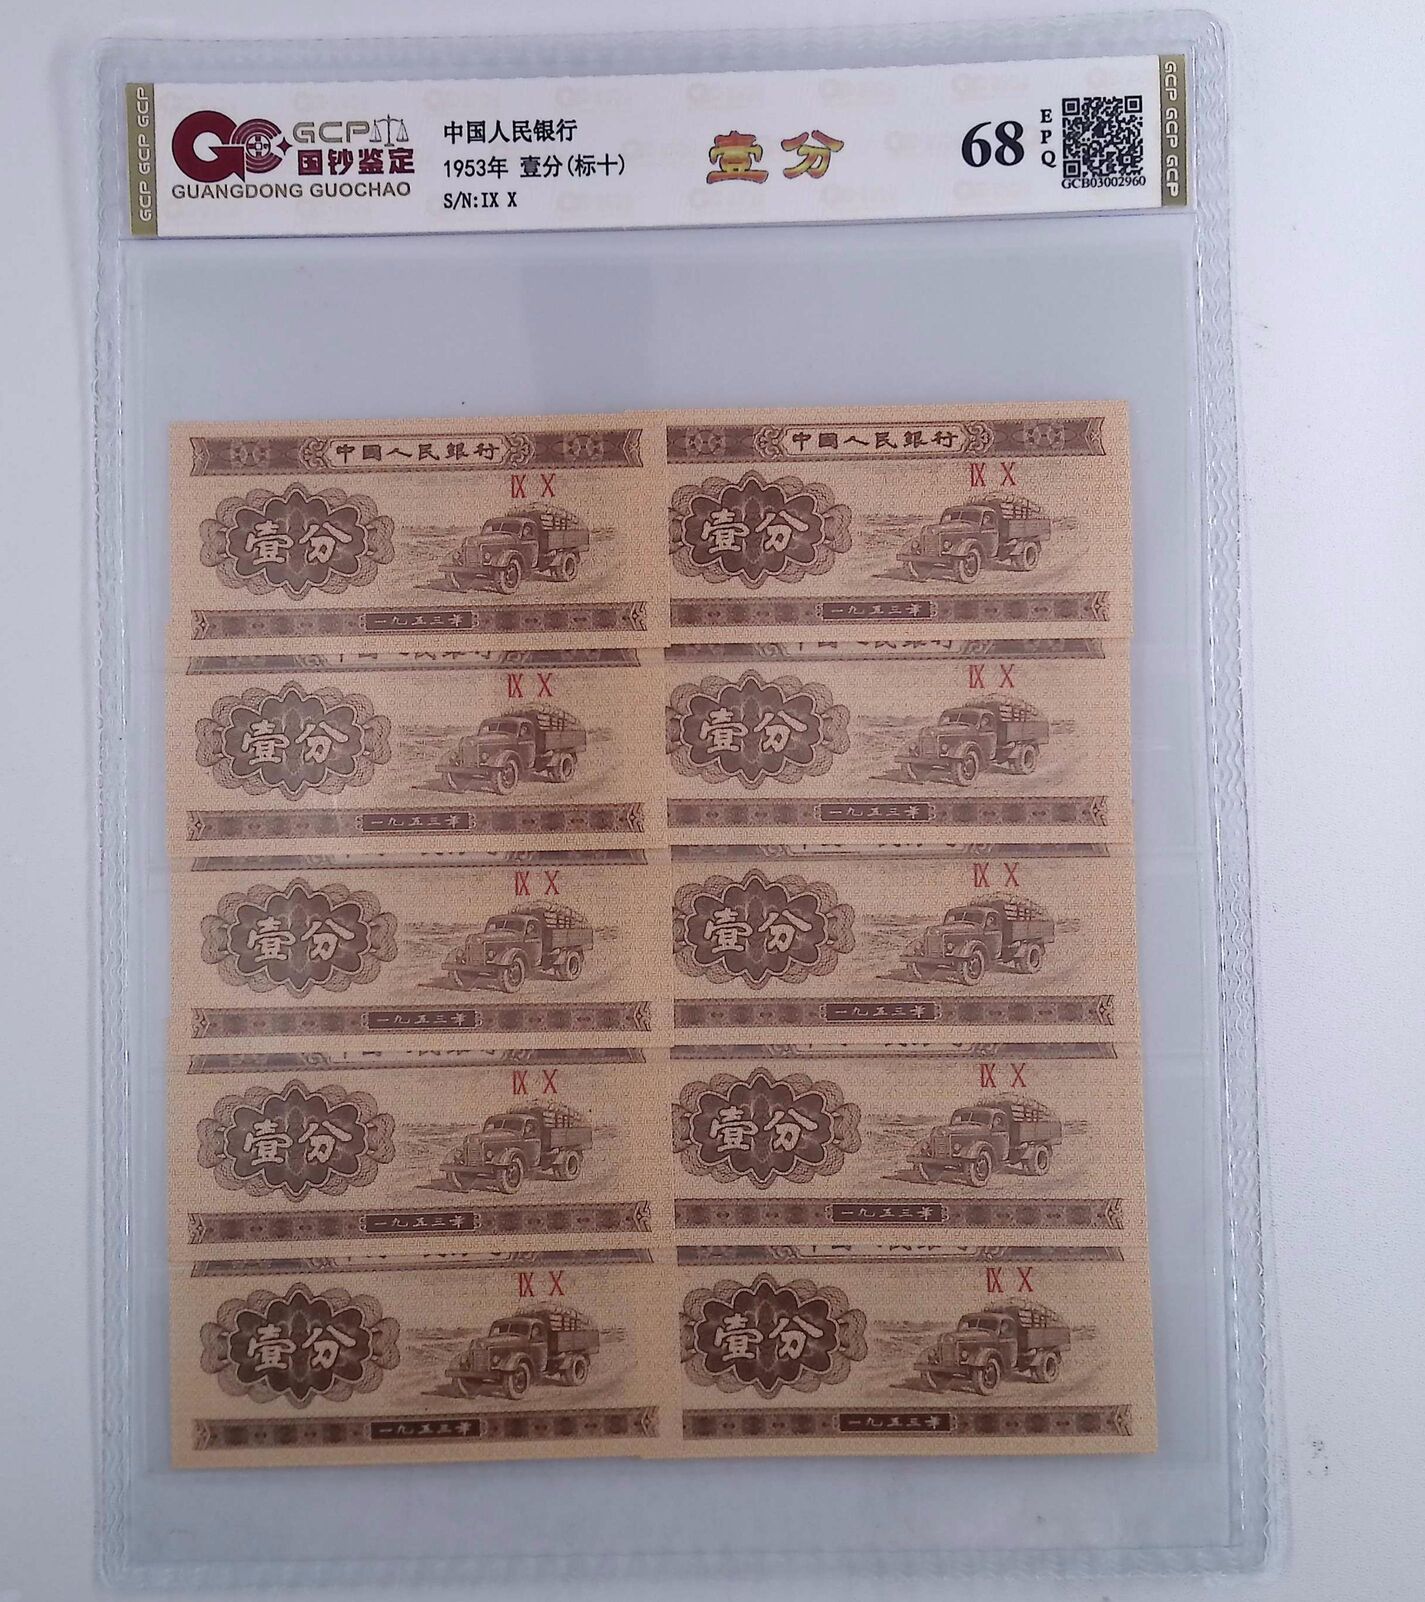 GCP GCP GCP
GCP
国钞鉴定
GUANGDONG GUOCHAO
中国人民银行
1953年 壹分(标十)
S/N:IX X
壹分
68
EPQ
GCB03002960
GCP GCP GCP
中国人民銀行
IX X
壹分
一九五三年
中国人民銀行
IX X
壹分
一九五三年
IX X
壹分
一九五三年
IX X
壹分
一九五三年
IX X
壹分
一九五三年
IX X
壹分
一九五三年
IX X
壹分
一九五三年
IX X
壹分
一九五三年
IX X
壹分
一九五三年
IX X
壹分
一九五三年